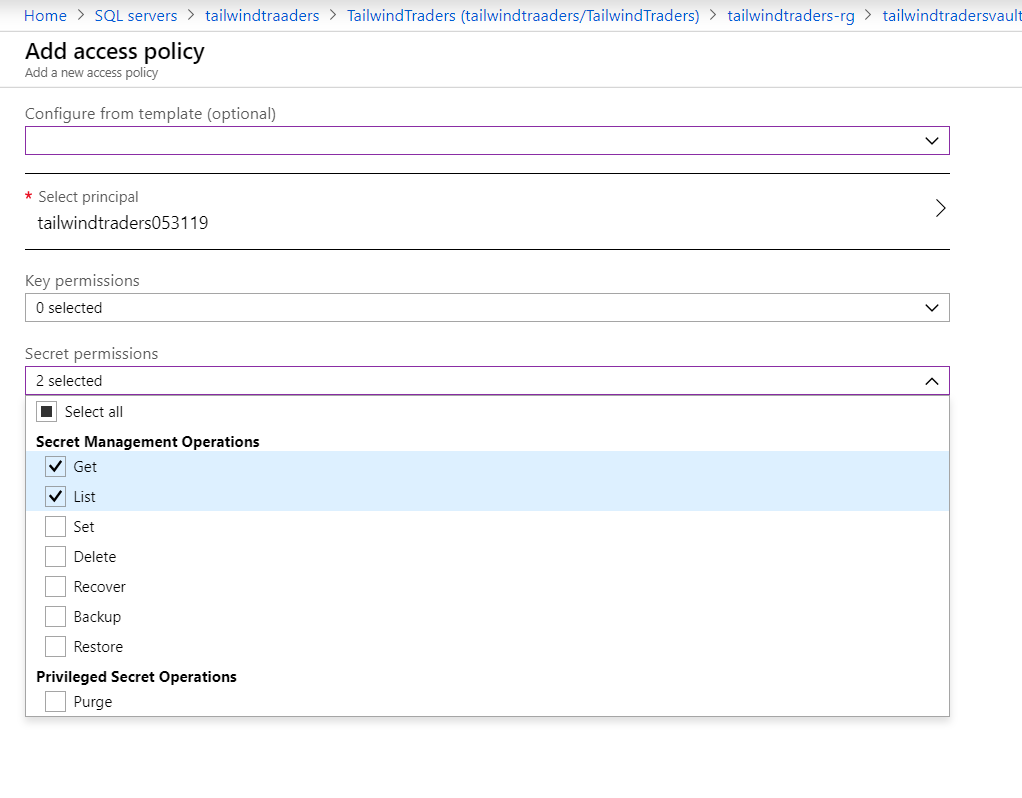 Home > SQL servers > tailwindtraaders > TailwindTraders (tailwindtraaders/TailwindTraders) > tailwindtraders-rg > tailwindtradersvault
Add access policy
Add a new access policy
Configure from template (optional)
* Select principal
tailwindtraders053119
Key permissions
0 selected
Secret permissions
2 selected
Select all
Secret Management Operations
Get
List
Set
Delete
Recover
Backup
Restore
Privileged Secret Operations
Purge